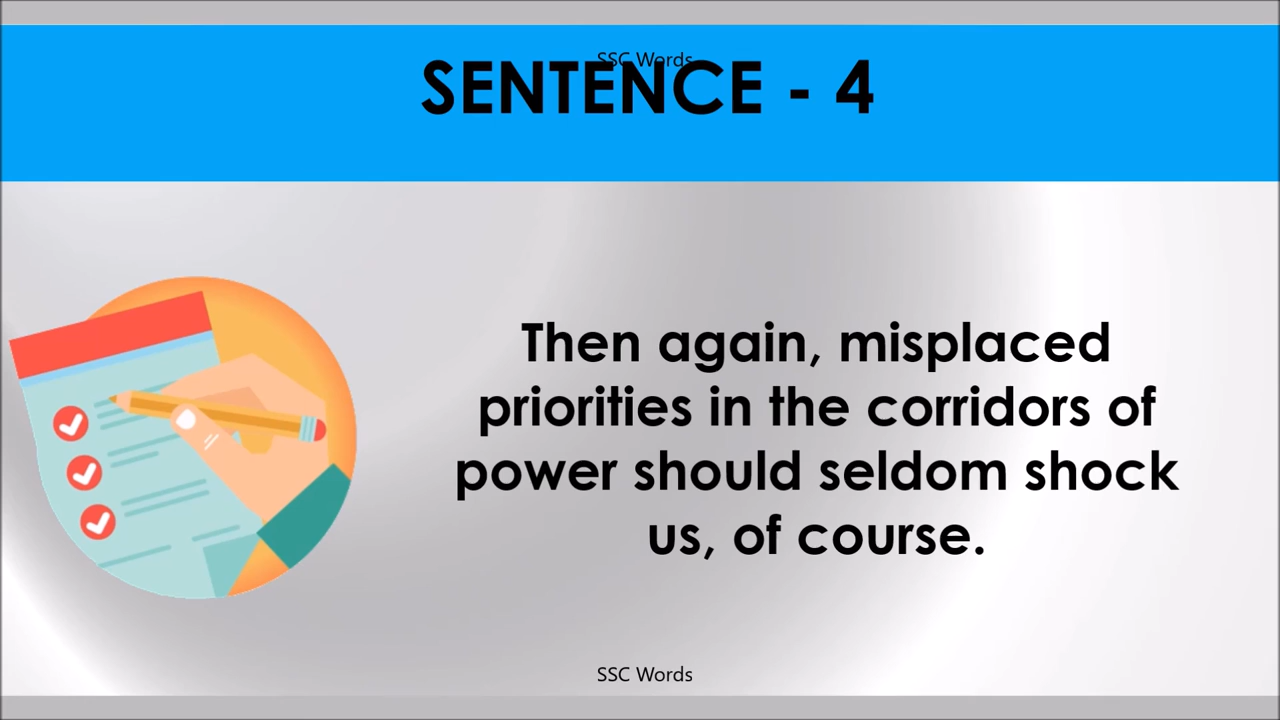 SSC Words
SENTENCE - 4
Then again, misplaced
priorities in the corridors of
power should seldom shock
us, of course.
SSC Words